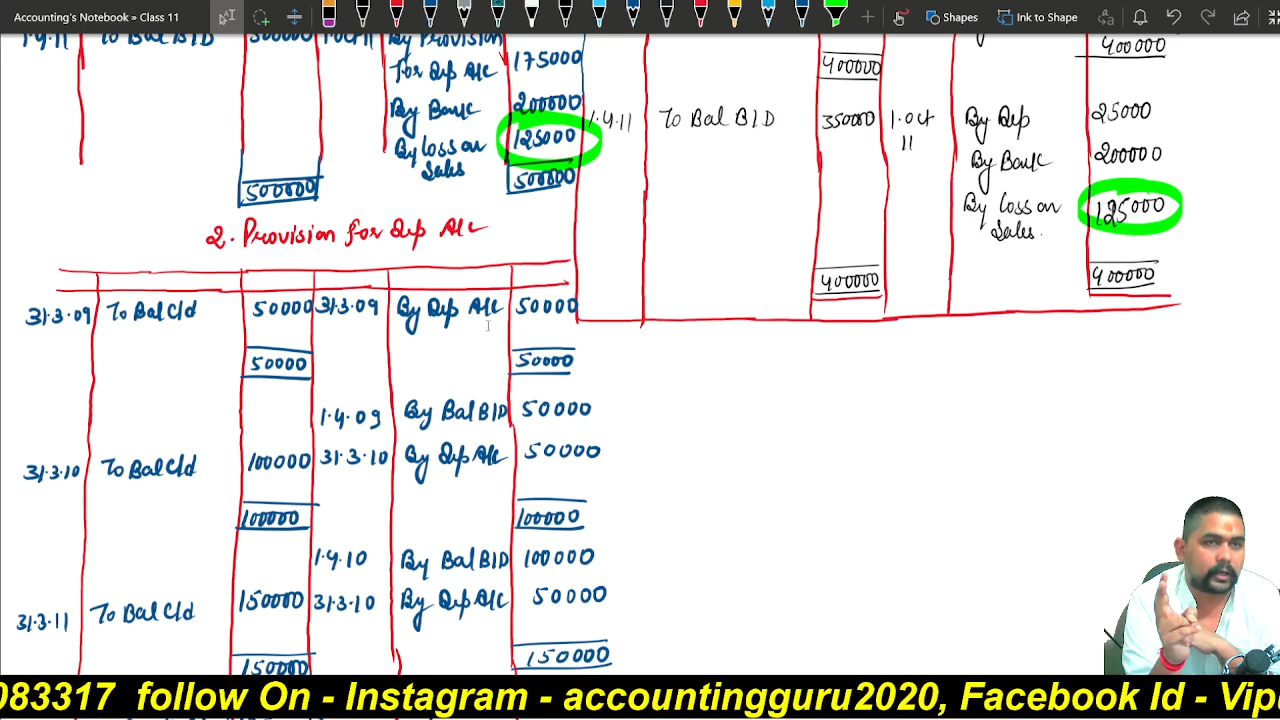 Accounting's Notebook » Class 11
Shapes
Ink to Shape
1.4.11 To Bal B/D 500000 1 Oct 11 By Provision
For Dep A/c 175000
By Bank 200000
By Loss on Sales 125000
500000 500000
400000 400000
1.4.11 To Bal B/D 350000 1.Oct 11 By Dep 25000
By Bank 200000
By Loss on Sales. 125000
400000 400000
2. Provision for Dep A/c
31.3.09 To Bal C/d 50000 31.3.09 By Dep A/c 50000
50000 50000
1.4.09 By Bal B/D 50000
31.3.10 To Bal C/d 100000 31.3.10 By Dep A/c 50000
100000 100000
1.4.10 By Bal B/D 100000
31.3.11 To Bal C/d 150000 31.3.10 By Dep A/c 50000
150000 150000
083317 follow On - Instagram - accountingguru2020, Facebook Id - Vip